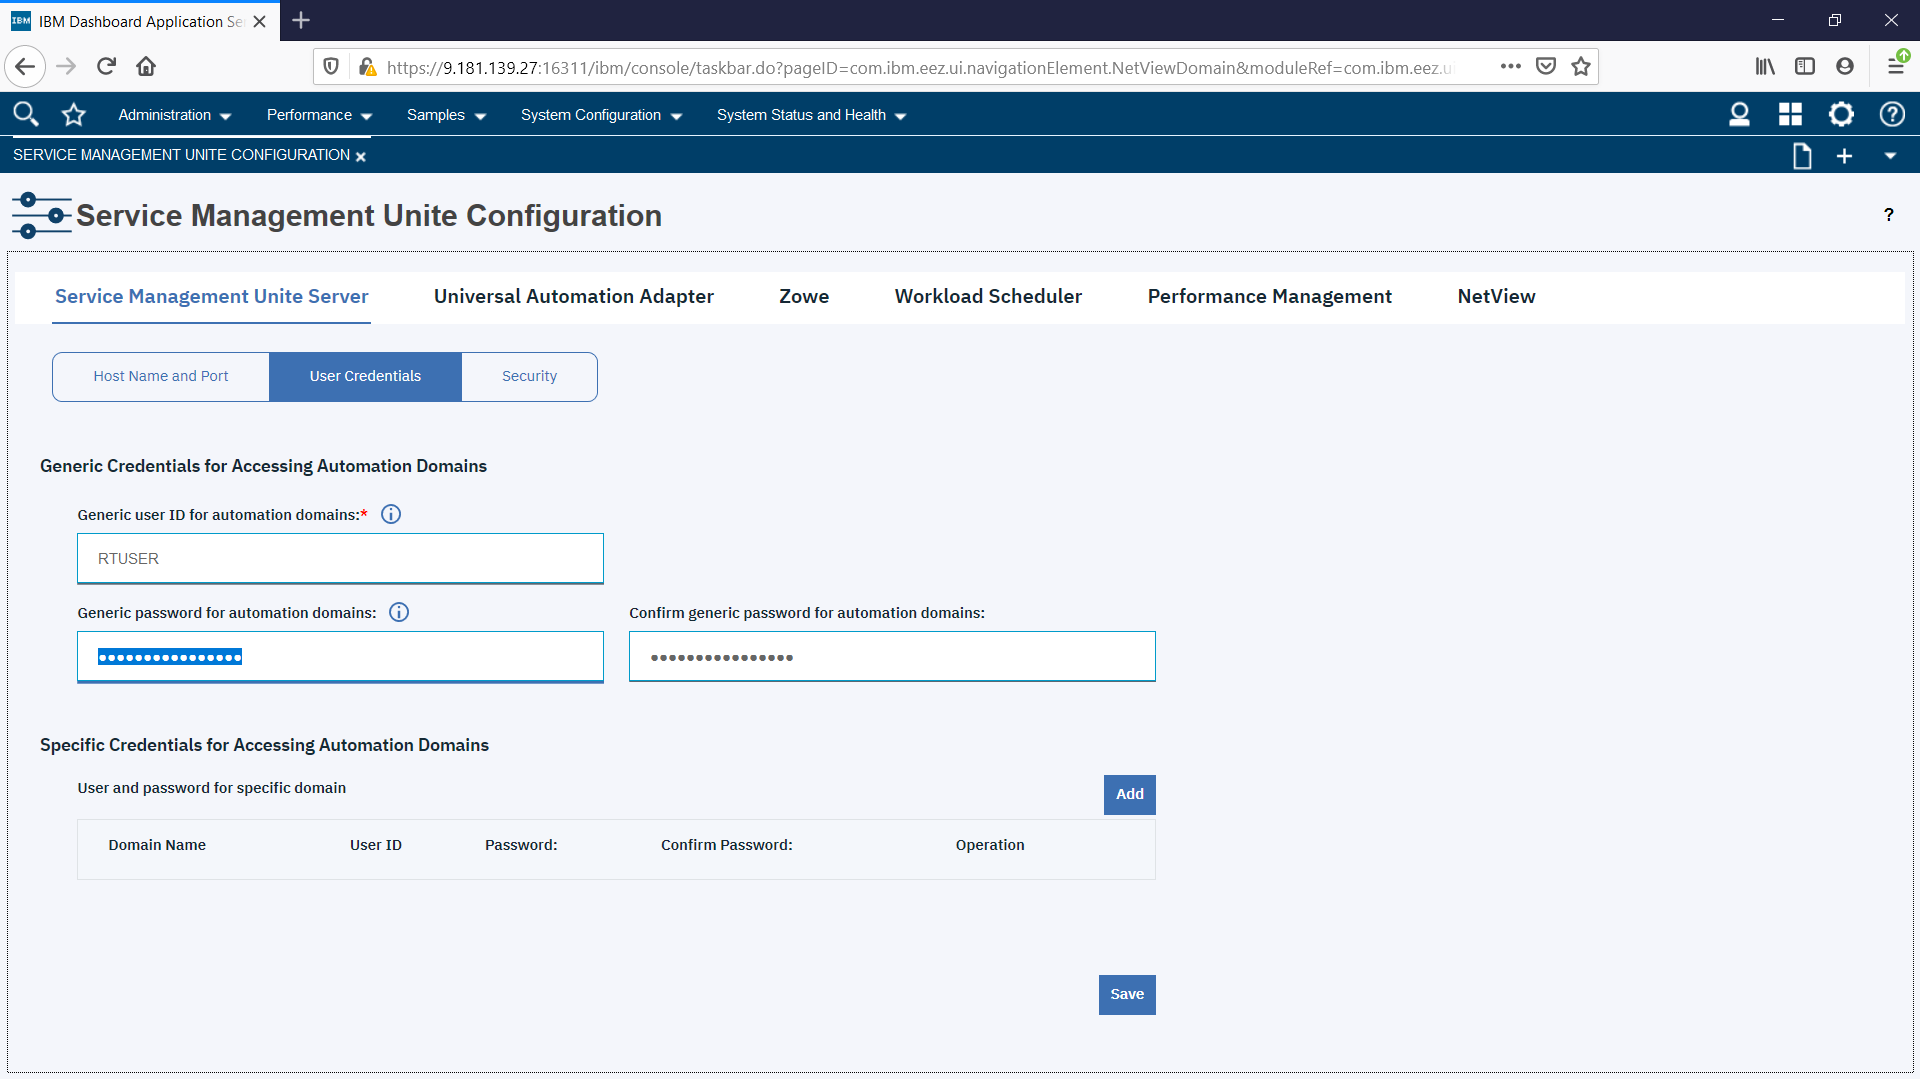 IBM IBM Dashboard Application Se
https://9.181.139.27:16311/ibm/console/taskbar.do?pageID=com.ibm.eez.ui.navigationElement.NetViewDomain&moduleRef=com.ibm.eez.u
Administration Performance Samples System Configuration System Status and Health
SERVICE MANAGEMENT UNITE CONFIGURATION
Service Management Unite Configuration ?
Service Management Unite Server Universal Automation Adapter Zowe Workload Scheduler Performance Management NetView
Host Name and Port User Credentials Security
Generic Credentials for Accessing Automation Domains
Generic user ID for automation domains:*
RTUSER
Generic password for automation domains: Confirm generic password for automation domains:
•••••••••••••••• ••••••••••••••••
Specific Credentials for Accessing Automation Domains
User and password for specific domain Add
Domain Name User ID Password: Confirm Password: Operation
Save